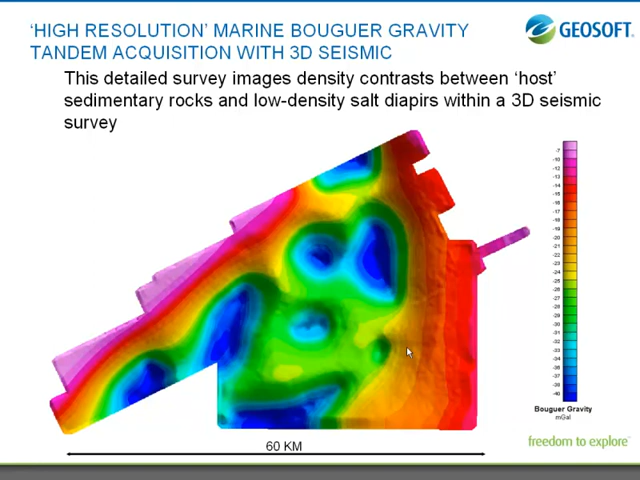 ‘HIGH RESOLUTION’ MARINE BOUGUER GRAVITY
TANDEM ACQUISITION WITH 3D SEISMIC
GEOSOFT.
This detailed survey images density contrasts between ‘host’
sedimentary rocks and low-density salt diapirs within a 3D seismic
survey
-7
-10
-12
-13
-14
-15
-16
-18
-19
-20
-21
-22
-23
-24
-25
-26
-27
-28
-29
-30
-31
-32
-33
-34
-36
-37
-38
-39
-40
Bouguer Gravity
mGal
60 KM
freedom to explore